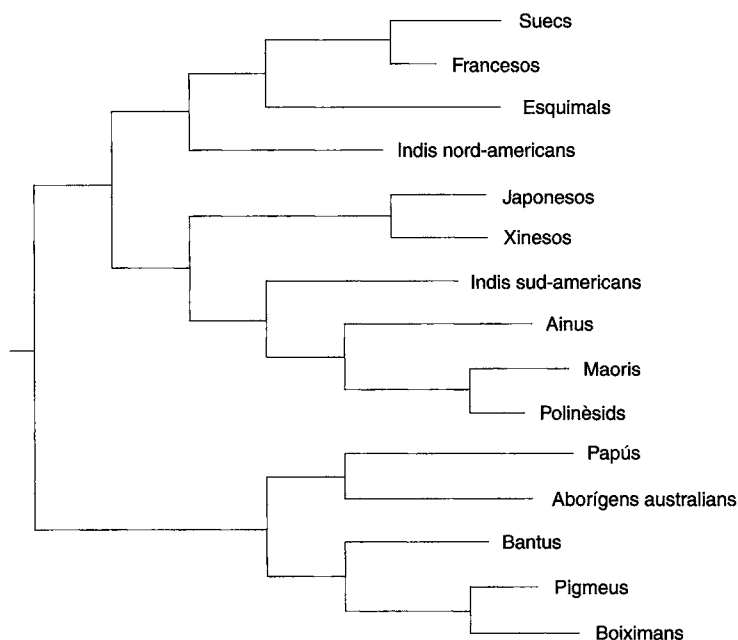 Suecs
Francesos
Esquimals
Indis nord-americans
Japonesos
Xinesos
Indis sud-americans
Ainus
Maoris
Polinèsids
Papús
Aborígens australians
Bantus
Pigmeus
Boiximans